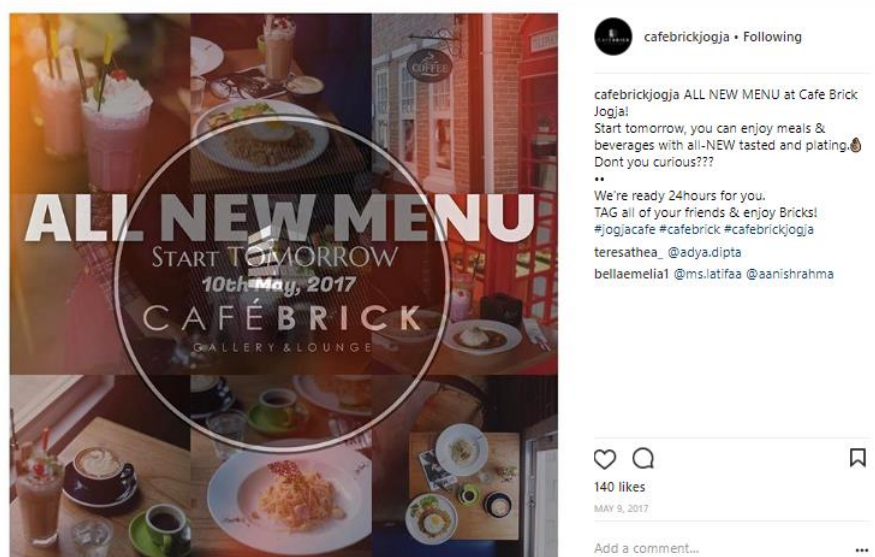 COFFEE
ALL NEW MENU
START TOMORROW
10th May, 2017
CAFÉBRICK
GALLERY & LOUNGE
cafebrickjogja • Following
cafebrickjogja ALL NEW MENU at Cafe Brick
Jogja!
Start tomorrow, you can enjoy meals &
beverages with all-NEW tasted and plating.👌🏿
Dont you curious???
••
We're ready 24hours for you.
TAG all of your friends & enjoy Bricks!
#jogjacafe #cafebrick #cafebrickjogja
teresathea_ @adya.dipta
bellaemelia1 @ms.latifaa @aanishrahma
140 likes
MAY 9, 2017
Add a comment...